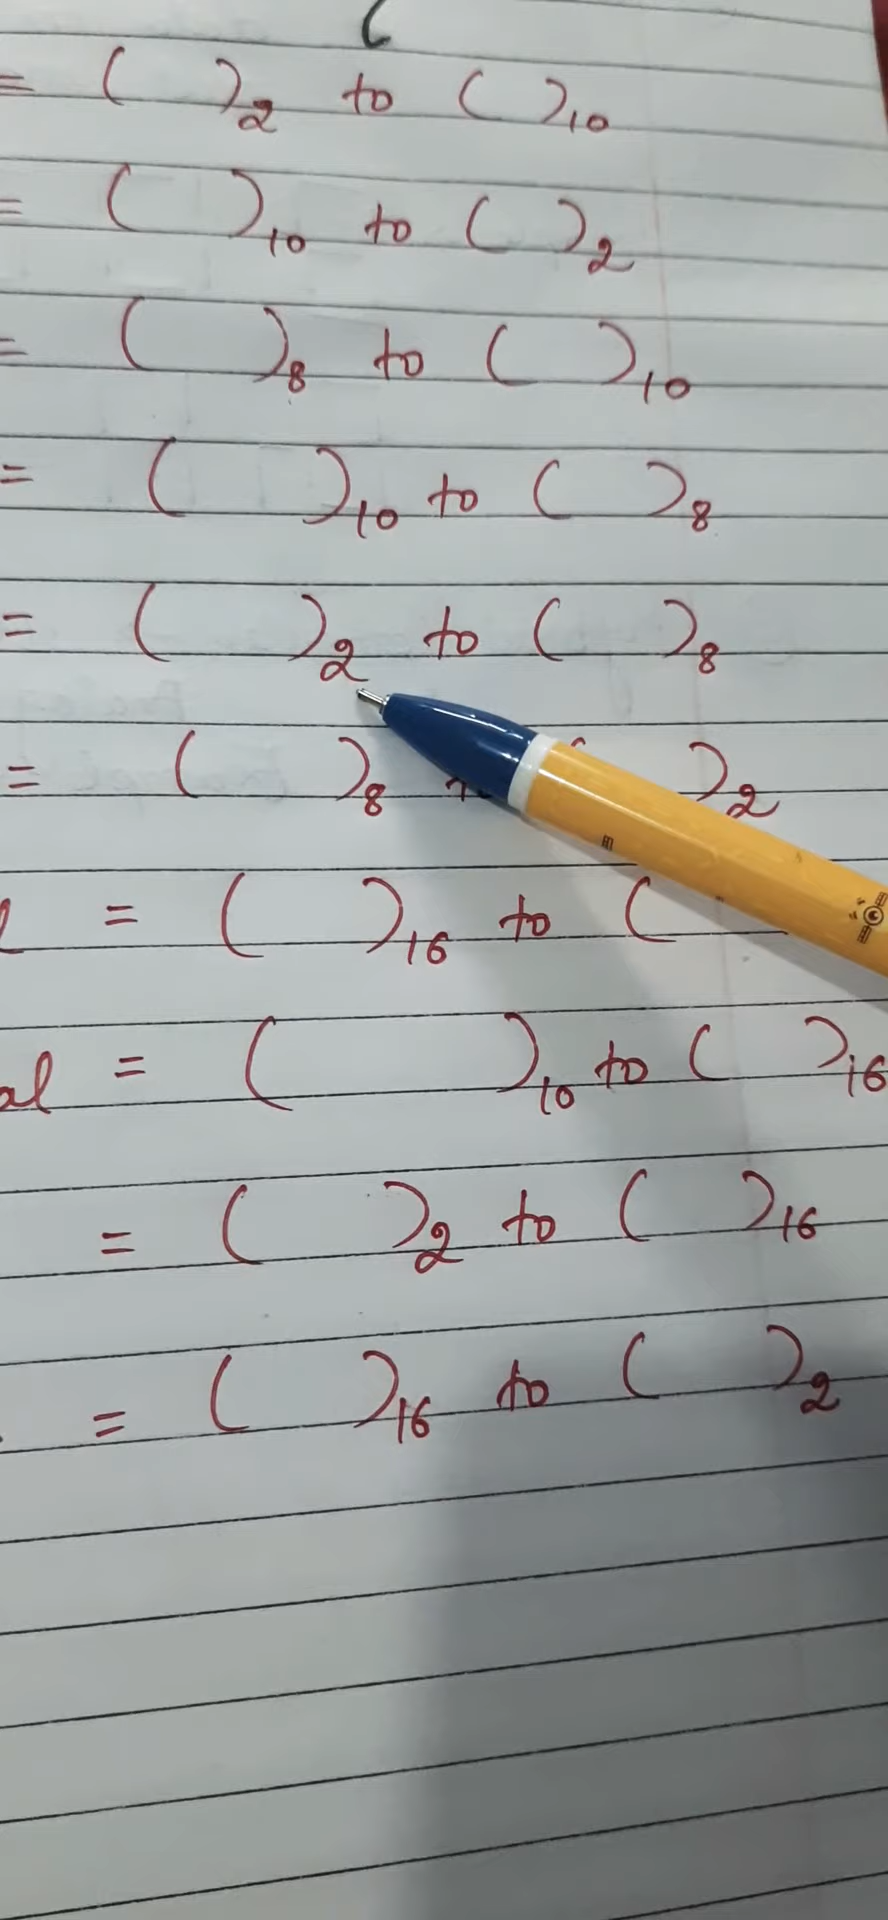 = ( )₂ to ( )₁₀
= ( )₁₀ to ( )₂
= ( )₈ to ( )₁₀
= ( )₁₀ to ( )₈
= ( )₂ to ( )₈
= ( )₈ )₂
= ( )₁₆ to (
al = ( )₁₀ to ( )₁₆
= ( )₂ to ( )₁₆
= ( )₁₆ to ( )₂